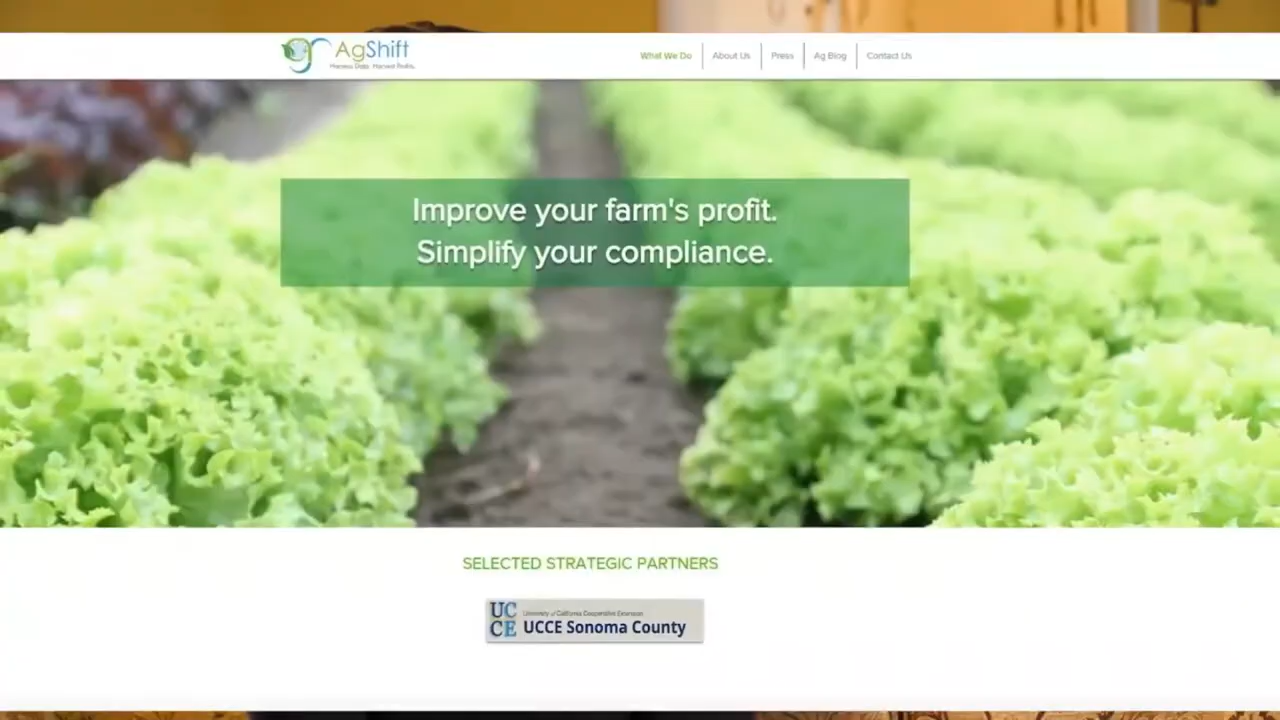 AgShift
Harness Data. Harvest Profits.
What We Do
About Us
Press
Ag Blog
Contact Us
Improve your farm's profit.
Simplify your compliance.
SELECTED STRATEGIC PARTNERS
UC
CE
University of California Cooperative Extension
UCCE Sonoma County